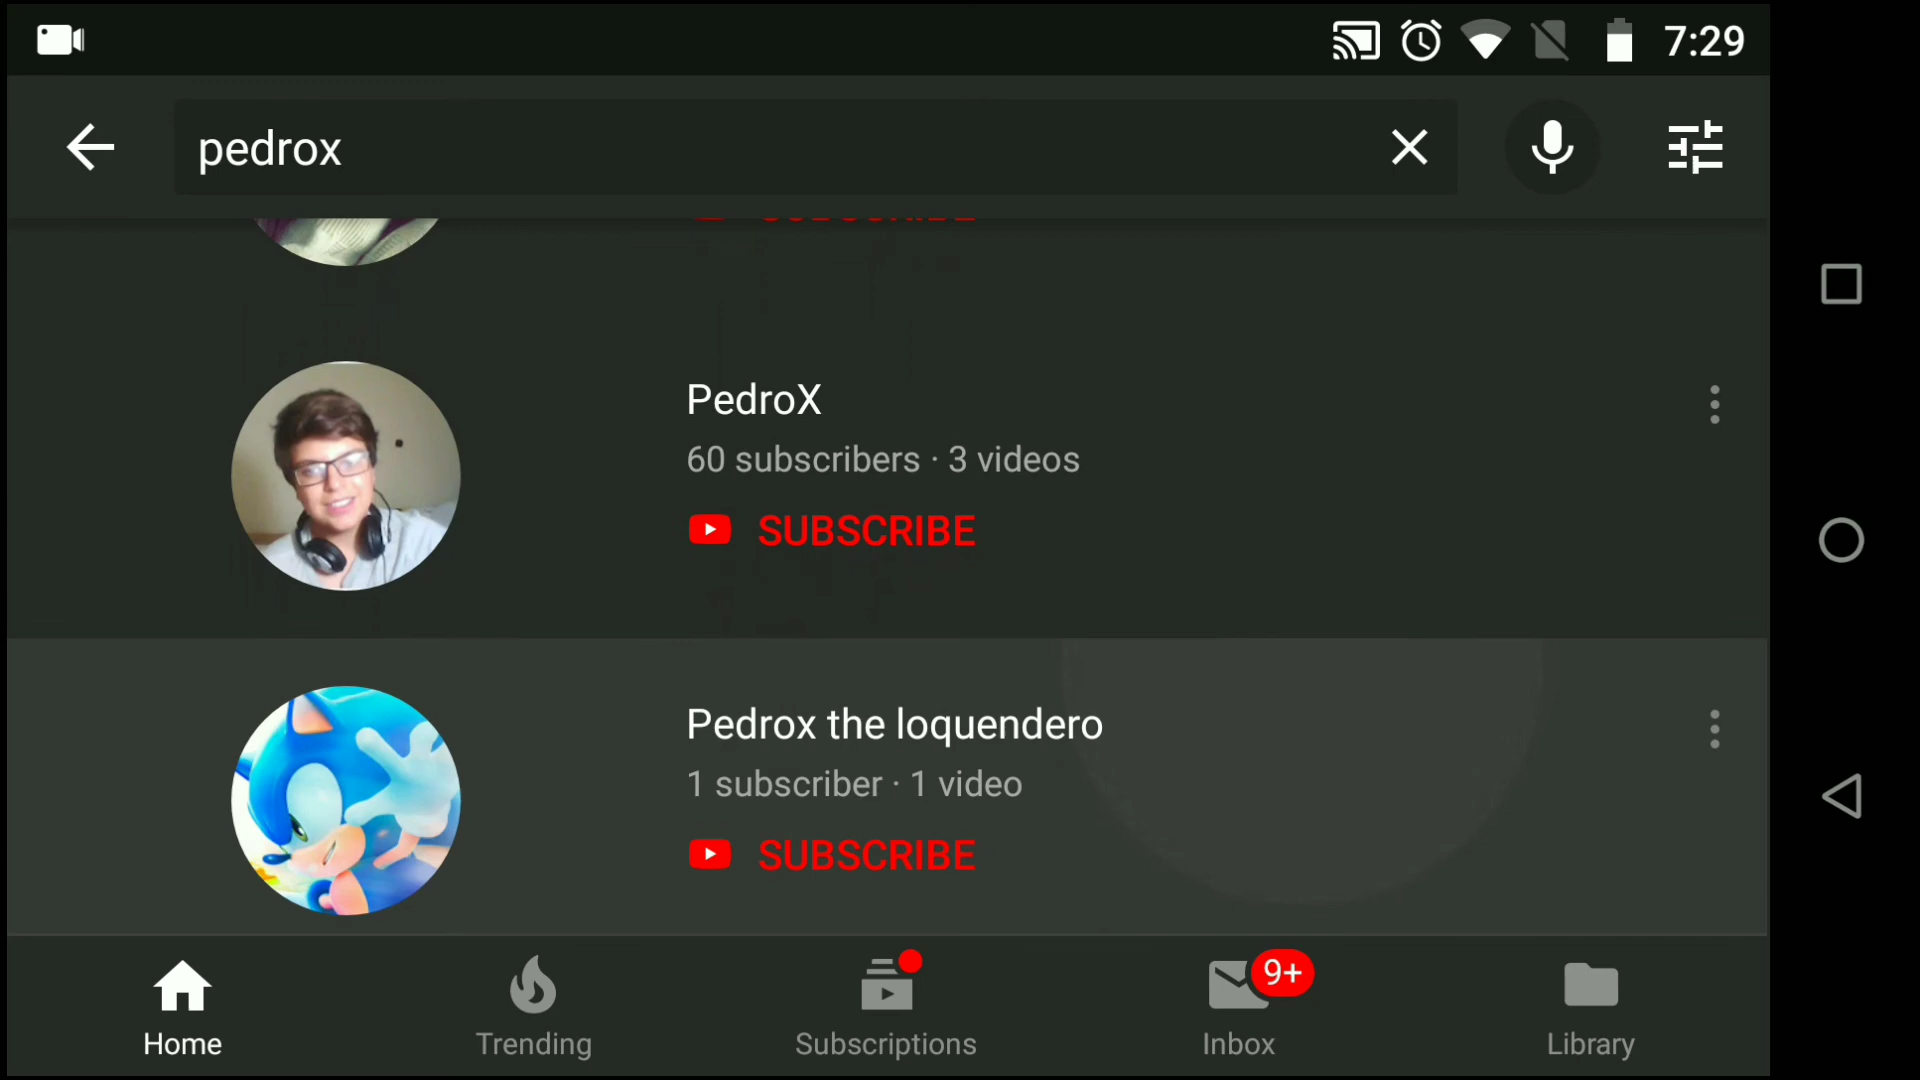 7:29
pedrox
SUBSCRIBE
PedroX
60 subscribers · 3 videos
SUBSCRIBE
Pedrox the loquendero
1 subscriber · 1 video
SUBSCRIBE
9+
Home
Trending
Subscriptions
Inbox
Library